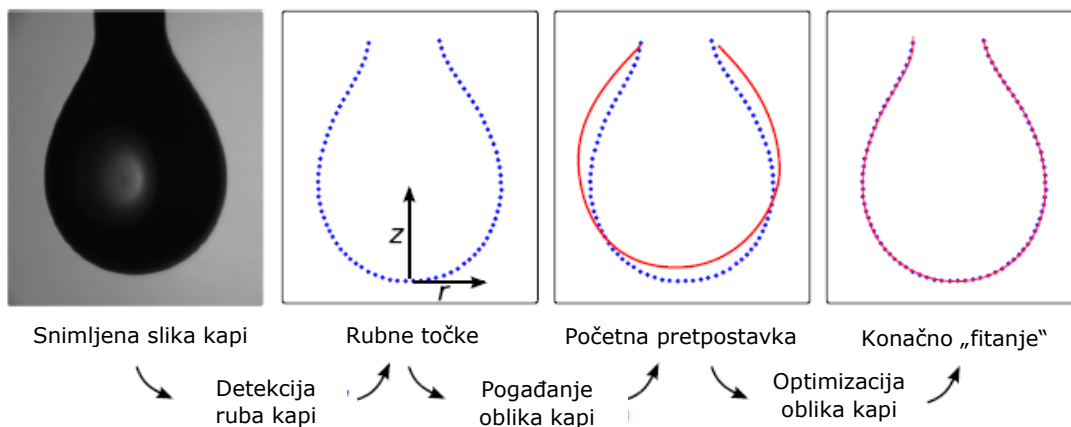 z
r
Snimljena slika kapi
Rubne točke
Početna pretpostavka
Konačno „fitanje“
Detekcija
ruba kapi
Pogađanje
oblika kapi
Optimizacija
oblika kapi